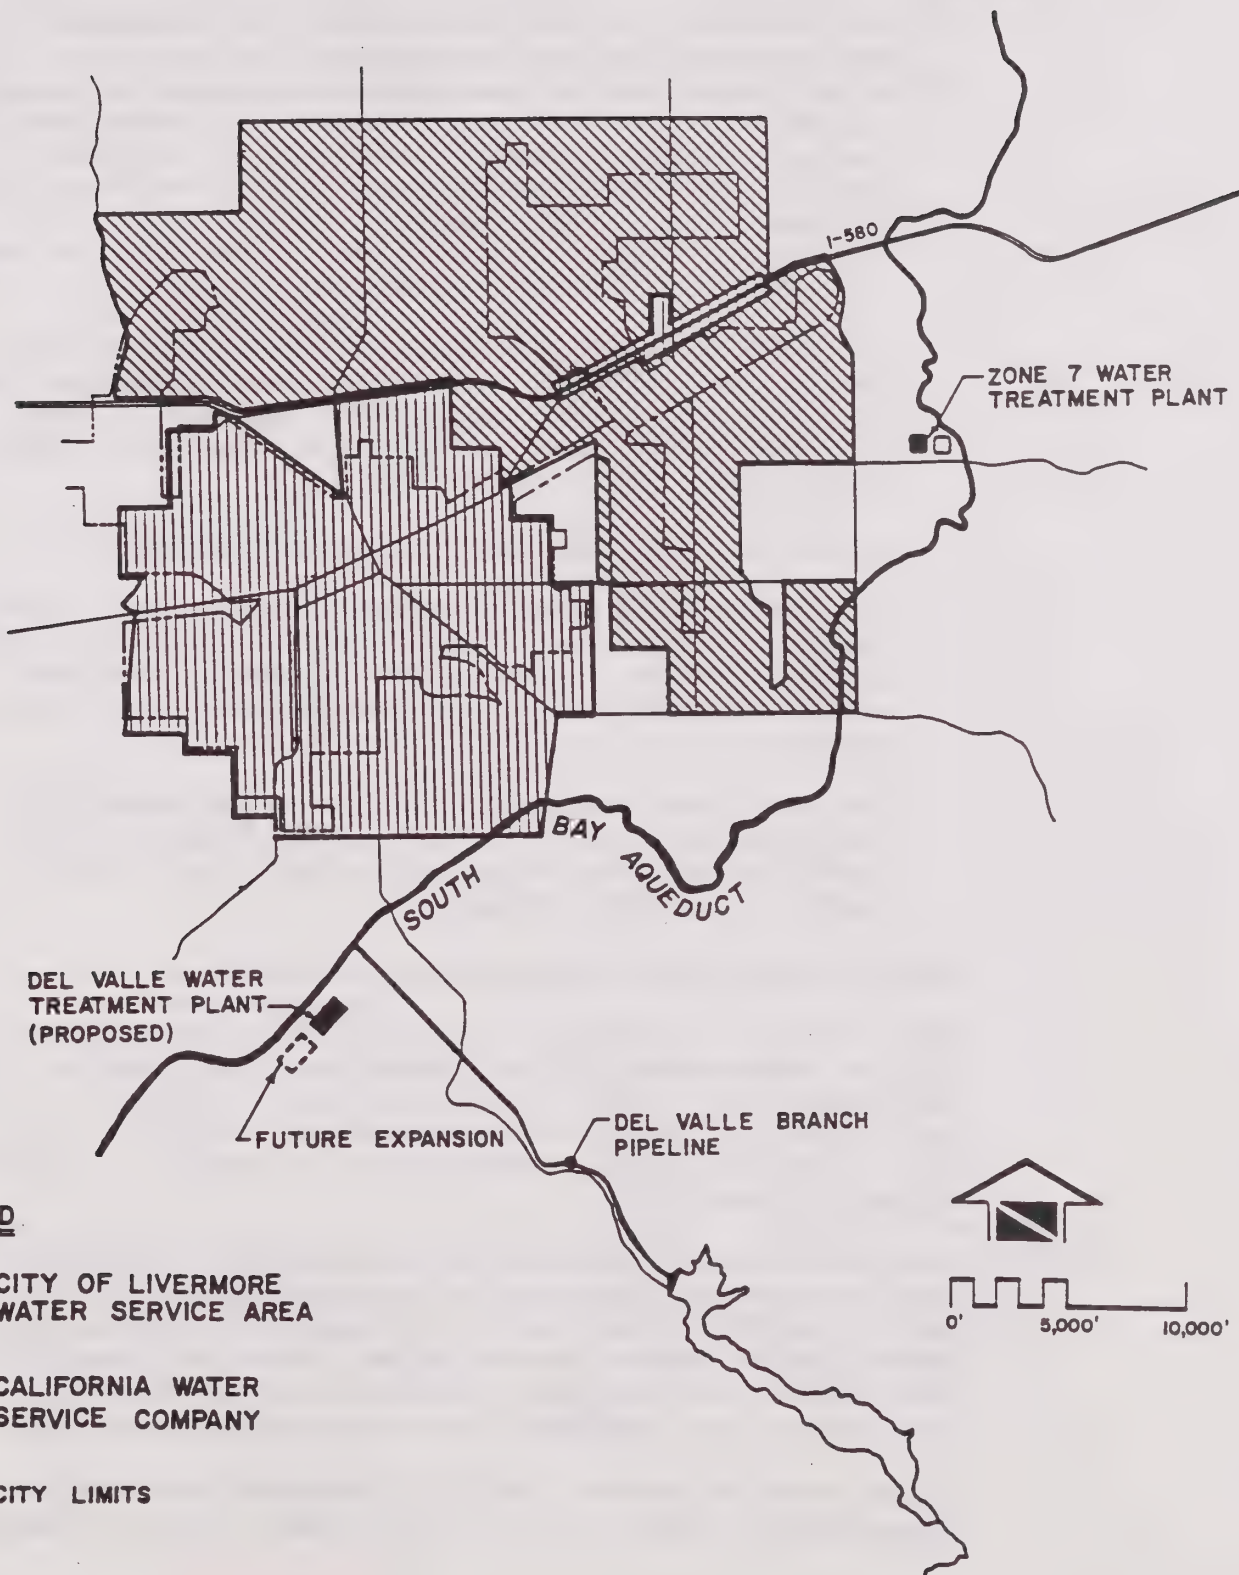 I-580
ZONE 7 WATER
TREATMENT PLANT
SOUTH BAY AQUEDUCT
DEL VALLE WATER
TREATMENT PLANT
(PROPOSED)
FUTURE EXPANSION
DEL VALLE BRANCH
PIPELINE
D
CITY OF LIVERMORE
WATER SERVICE AREA
CALIFORNIA WATER
SERVICE COMPANY
CITY LIMITS
0' 5,000' 10,000'